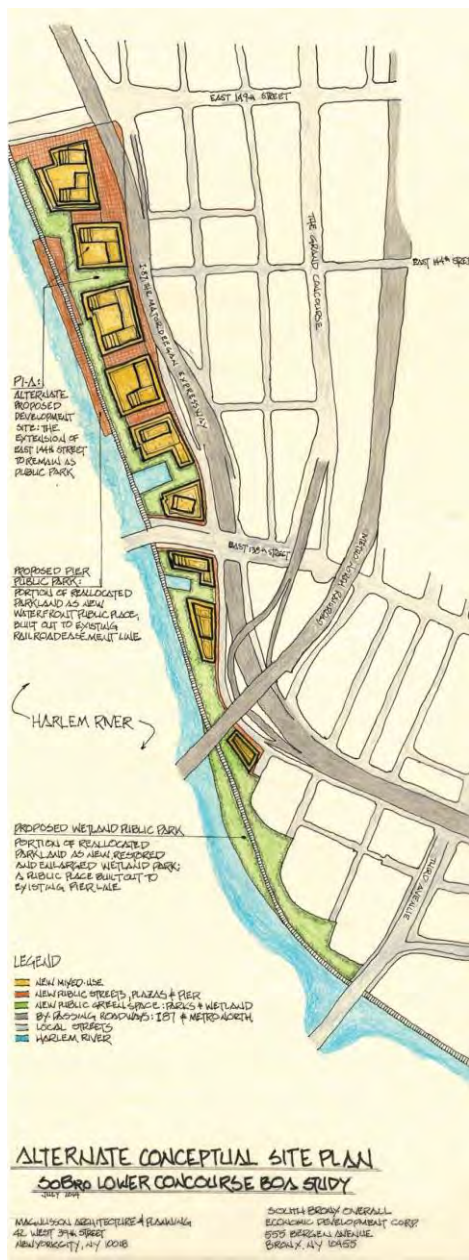 EAST 149th STREET
THE GRAND CONCOURSE
EAST 144th STREET
I-87, THE MAJOR DEEGAN EXPRESSWAY
P1-A:
ALTERNATE
PROPOSED
DEVELOPMENT
SITE: THE
EXTENSION OF
EAST 144th STREET
TO REMAIN AS
PUBLIC PARK
EAST 138th STREET
METRO NORTH RAILROAD
PROPOSED PIER
PUBLIC PARK:
PORTION OF REALLOCATED
PARKLAND AS NEW
WATERFRONT PUBLIC PLACE,
BUILT OUT TO EXISTING
RAILROAD EASEMENT LINE
HARLEM RIVER
PROPOSED WETLAND PUBLIC PARK
PORTION OF REALLOCATED
PARKLAND AS NEW, RESTORED
AND ENLARGED WETLAND PARK;
A PUBLIC PLACE BUILT OUT TO
EXISTING PIER LINE
THIRD AVENUE
LEGEND
NEW MIXED-USE
NEW PUBLIC STREETS, PLAZAS & PIER
NEW PUBLIC GREEN SPACE: PARKS & WETLAND
BY PASSING ROADWAYS: I87 & METRO NORTH
LOCAL STREETS
HARLEM RIVER
ALTERNATE CONCEPTUAL SITE PLAN
SOBRO LOWER CONCOURSE BOA STUDY
JULY
MAGNUSSON ARCHITECTURE & PLANNING
42 WEST 39th STREET
NEW YORK CITY, NY 10018
SOUTH BRONX OVERALL
ECONOMIC DEVELOPMENT CORP.
555 BERGEN AVENUE
BRONX, NY 10455